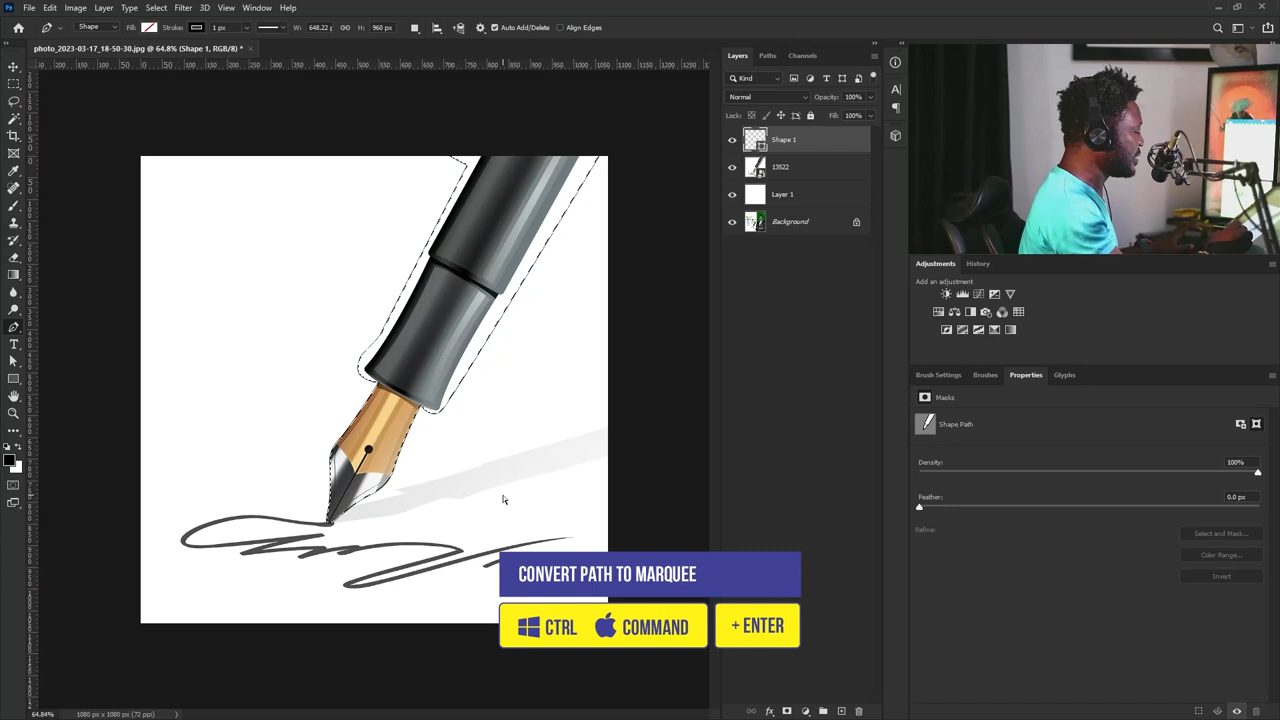 Ps File Edit Image Layer Type Select Filter 3D View Window Help
Shape Fill: Stroke: 1 px W: 648.22 p H: 960 px Auto Add/Delete Align Edges
photo_2023-03-17_18-50-30.jpg @ 64.8% (Shape 1, RGB/8) *
Layers Paths Channels
Kind
Normal Opacity: 100%
Lock: Fill: 100%
Shape 1
13522
Layer 1
Background
Adjustments History
Add an adjustment
Brush Settings Brushes Properties Glyphs
Masks
Shape Path
Density: 100%
Feather: 0.0 px
Refine: Select and Mask...
Color Range...
Invert
CONVERT PATH TO MARQUEE
CTRL COMMAND + ENTER
64.84% 1080 px x 1080 px (72 ppi)